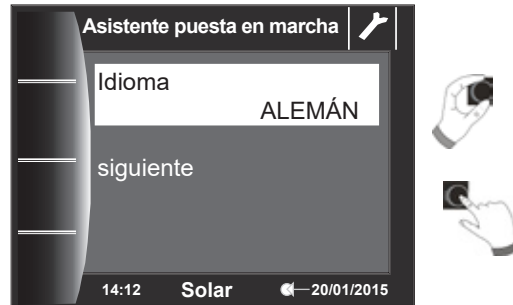 Asistente puesta en marcha
Idioma
ALEMÁN
siguiente
14:12 Solar 20/01/2015